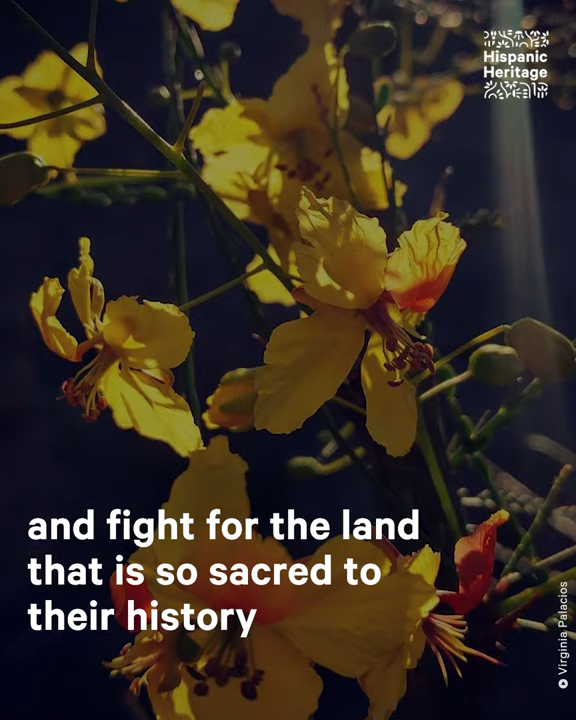 Hispanic
Heritage
and fight for the land
that is so sacred to
their history
Virginia Palacios